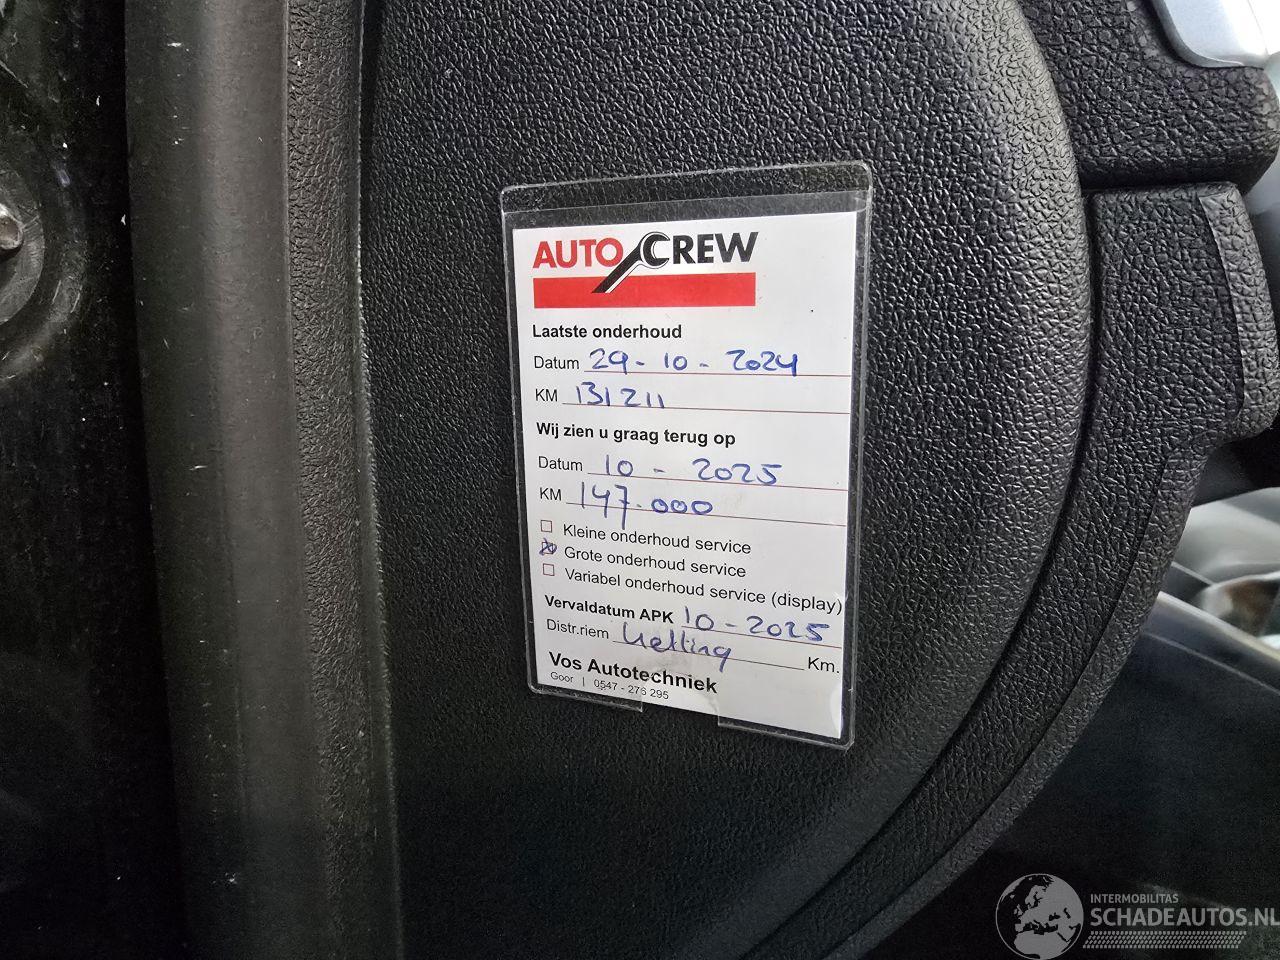 AUTO CREW
Laatste onderhoud
Datum 29-10-2024
KM 131211
Wij zien u graag terug op
Datum 10-2025
KM 147.000
Kleine onderhoud service
Grote onderhoud service
Variabel onderhoud service (display)
Vervaldatum APK 10-2025
Distr.riem ketting Km.
Vos Autotechniek
Goor | 0547 - 276 295
INTERMOBILITAS
SCHADEAUTOS.NL